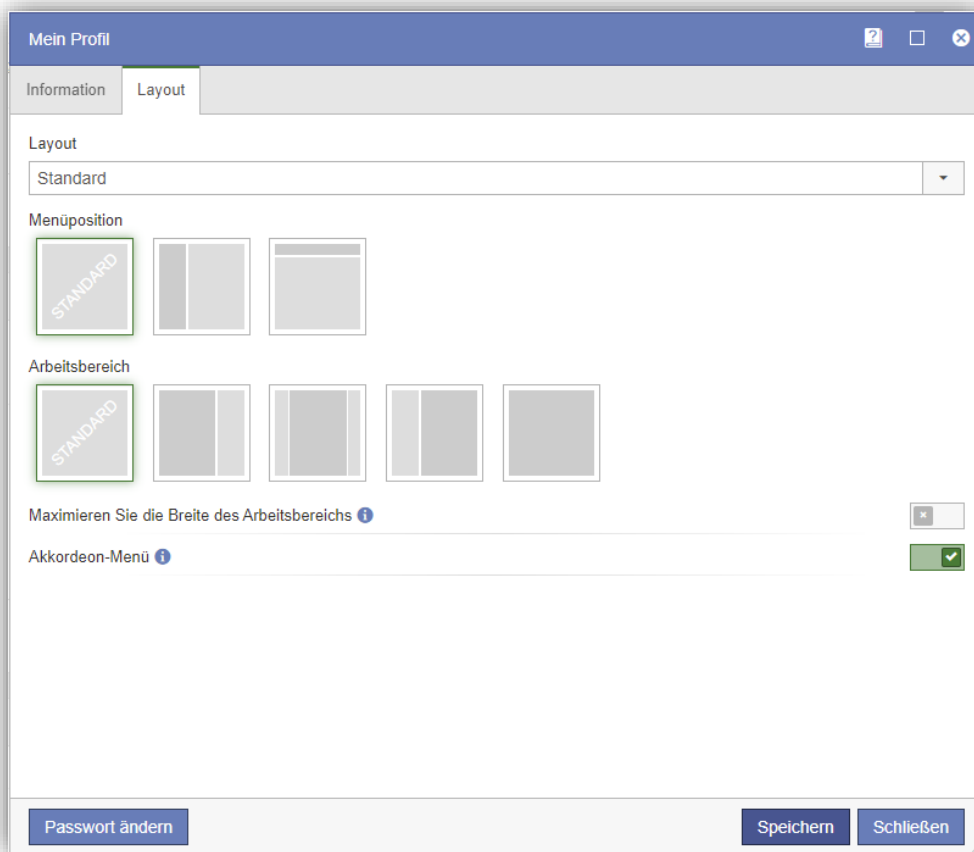 Mein Profil
Information Layout
Layout
Standard
Menüposition
STANDARD
Arbeitsbereich
STANDARD
Maximieren Sie die Breite des Arbeitsbereichs
Akkordeon-Menü
Passwort ändern Speichern Schließen